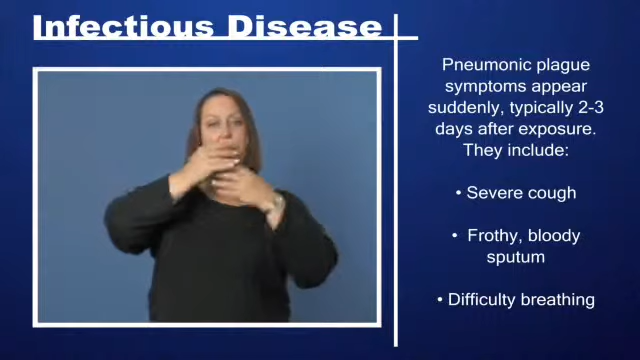 Infectious Disease
Pneumonic plague
symptoms appear
suddenly, typically 2-3
days after exposure.
They include:
• Severe cough
• Frothy, bloody
sputum
• Difficulty breathing